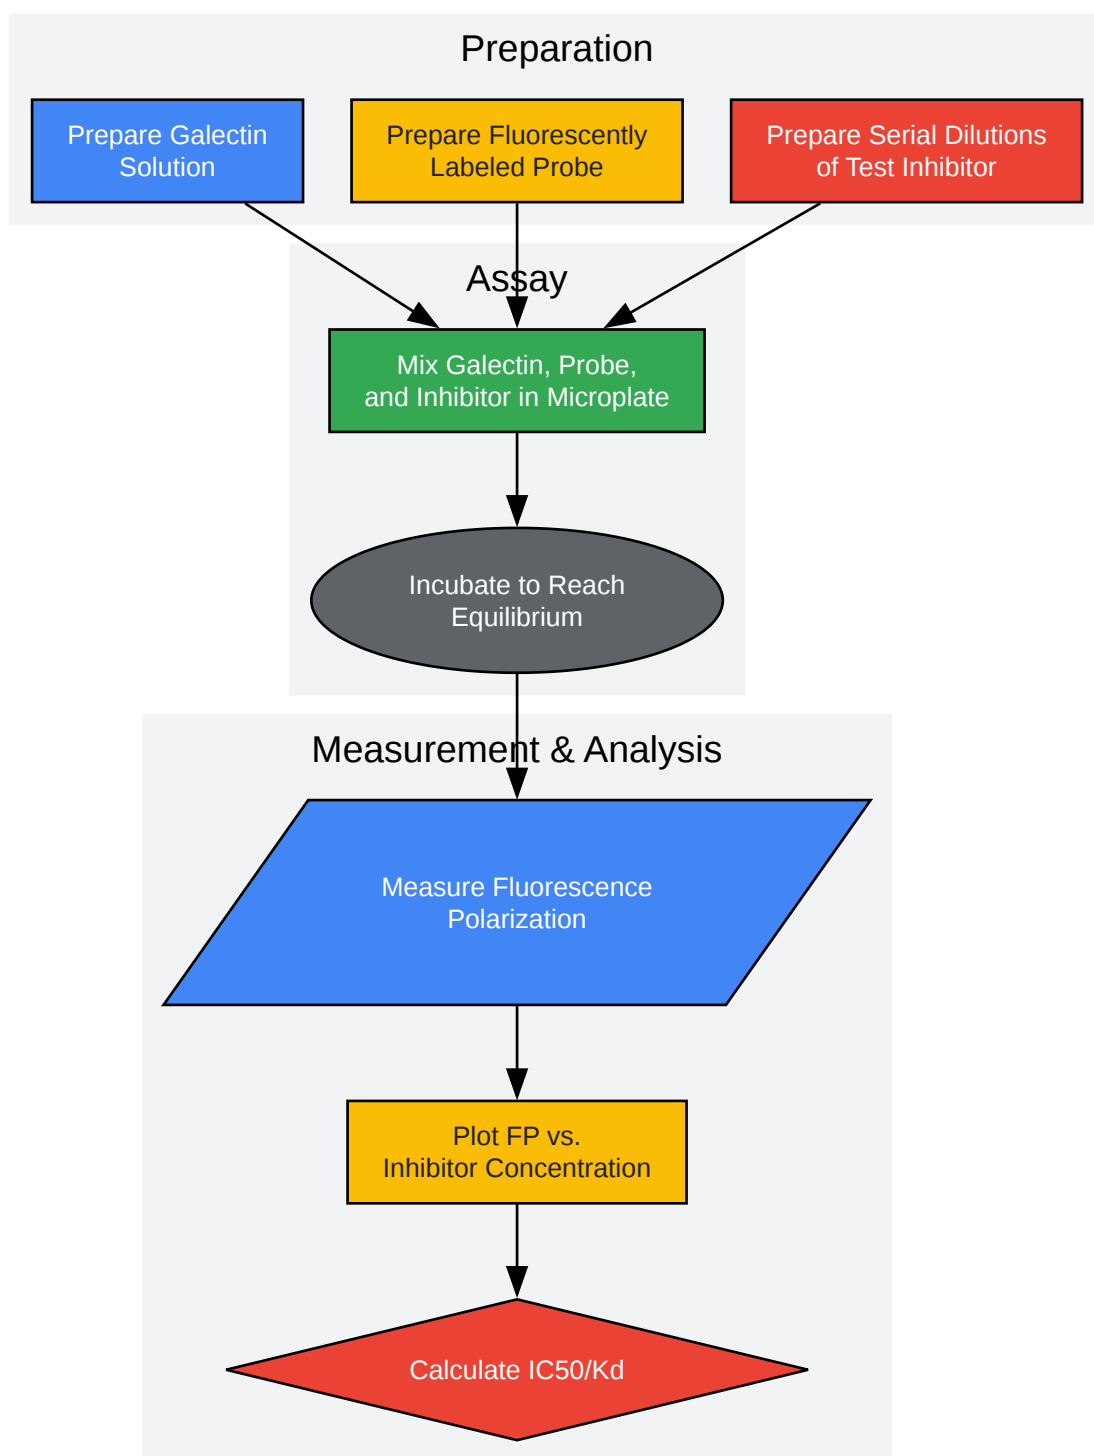 Preparation
Prepare Galectin
Solution
Prepare Fluorescently
Labeled Probe
Prepare Serial Dilutions
of Test Inhibitor
Assay
Mix Galectin, Probe,
and Inhibitor in Microplate
Incubate to Reach
Equilibrium
Measurement & Analysis
Measure Fluorescence
Polarization
Plot FP vs.
Inhibitor Concentration
Calculate IC50/Kd